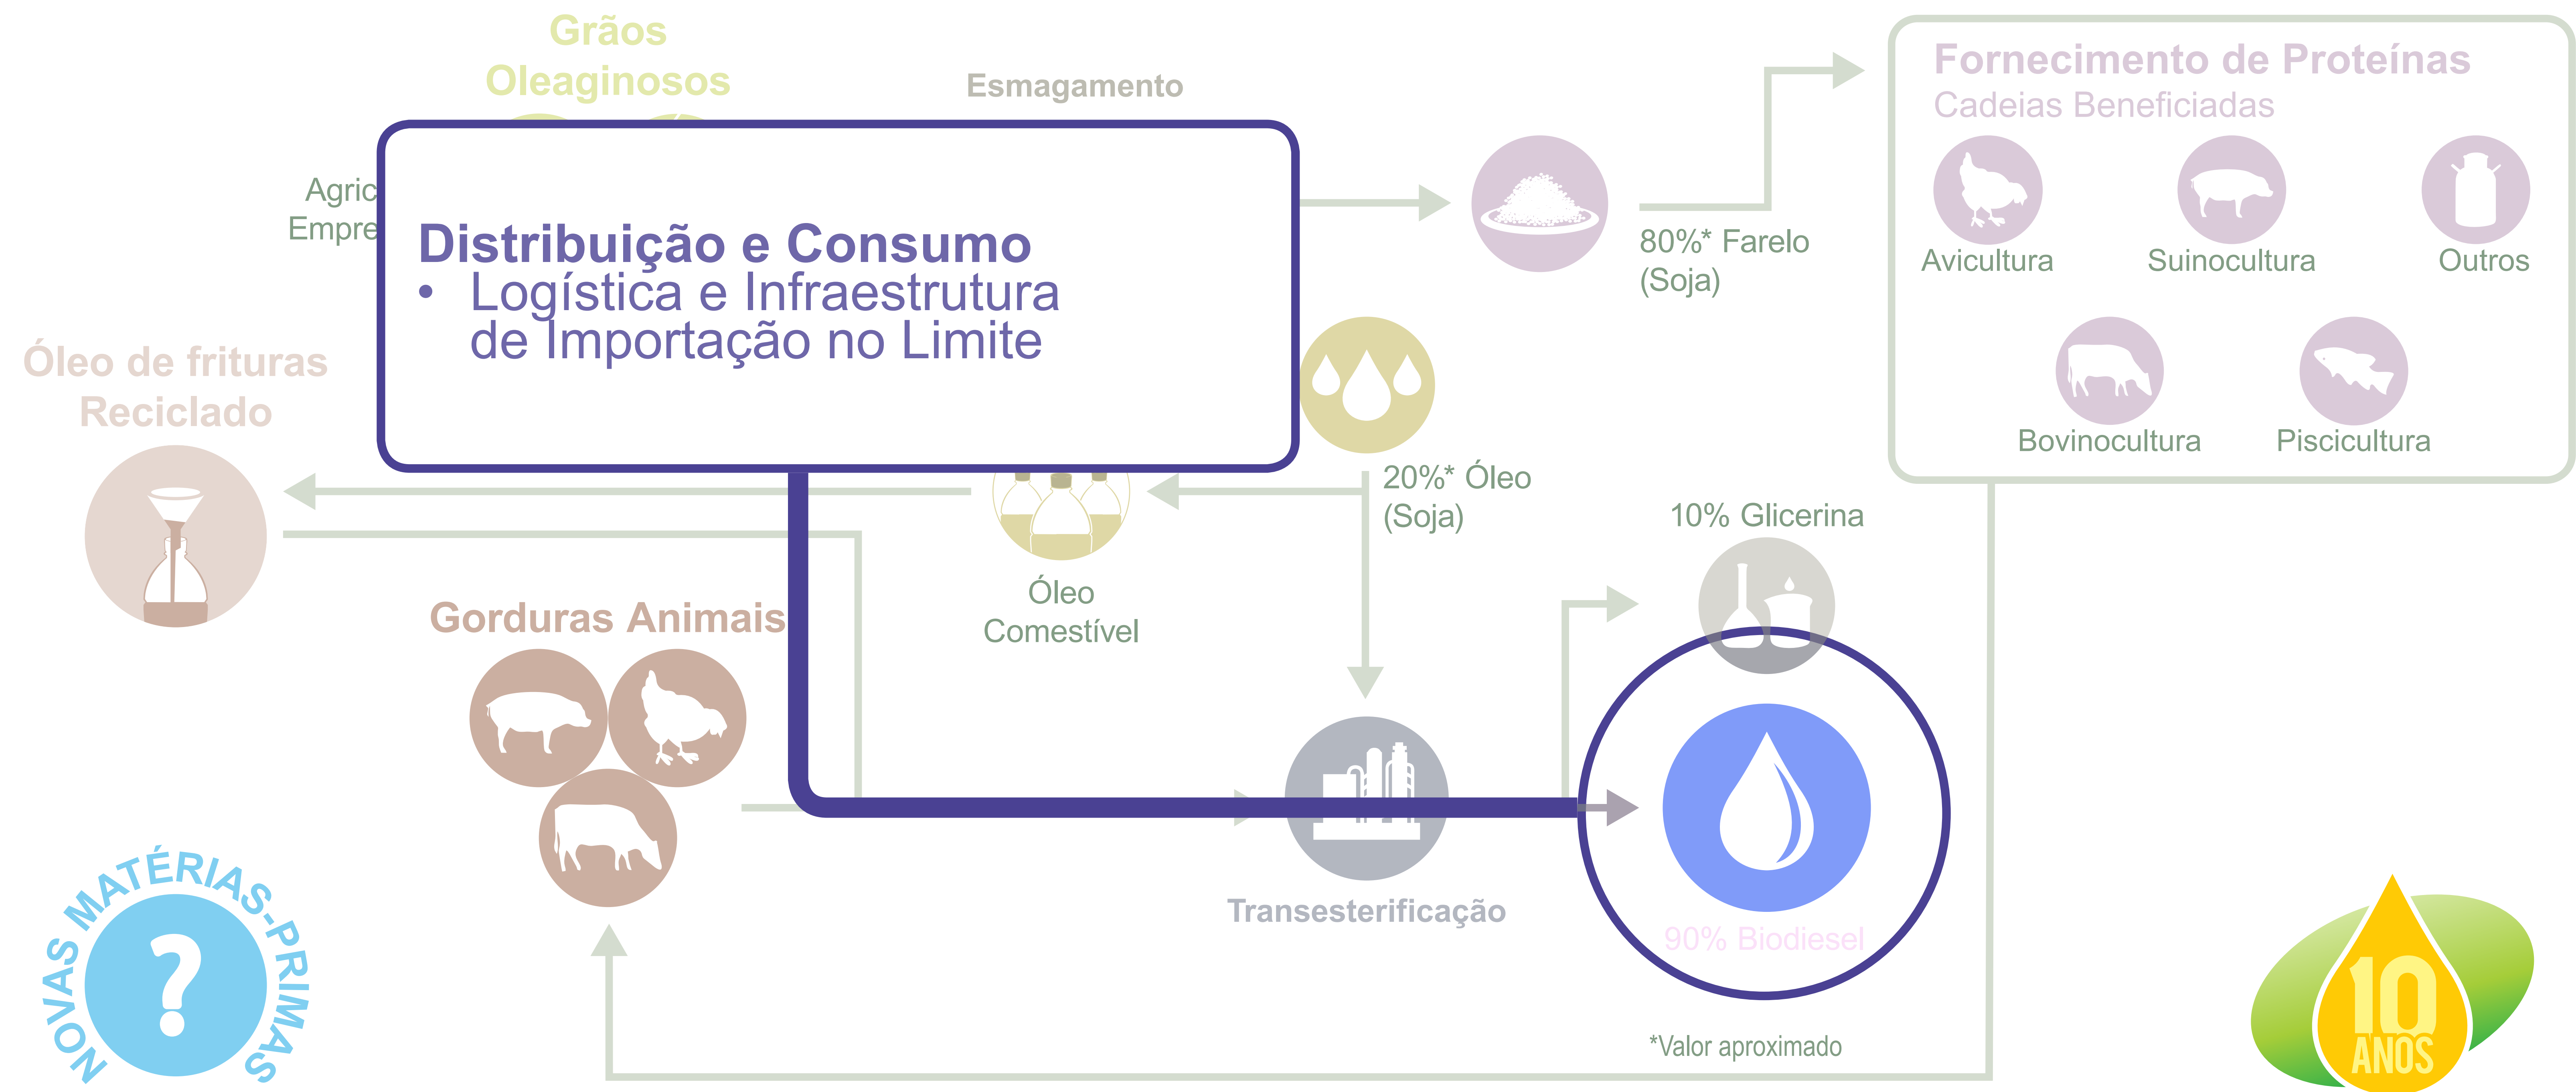 Grãos
Oleaginosos
Esmagamento
Fornecimento de Proteínas
Cadeias Beneficiadas
Avicultura
Suinocultura
Outros
Bovinocultura
Piscicultura
Agric
Empre
Distribuição e Consumo
• Logística e Infraestrutura
de Importação no Limite
80%* Farelo
(Soja)
Óleo de frituras
Reciclado
20%* Óleo
(Soja)
10% Glicerina
Óleo
Comestível
Gorduras Animais
Transesterificação
90% Biodiesel
*Valor aproximado
NOVAS MATÉRIAS-PRIMAS
?
10
ANOS